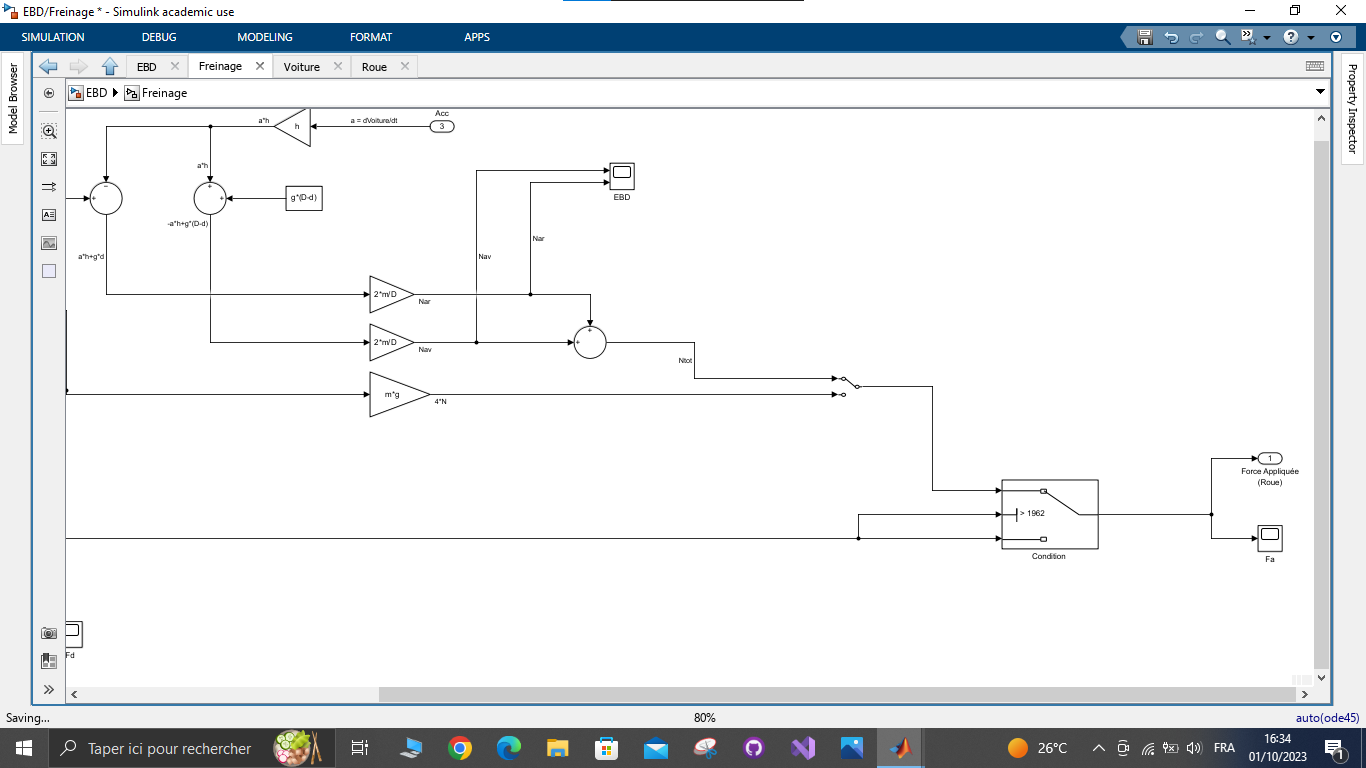 EBD/Freinage * - Simulink academic use
SIMULATION DEBUG MODELING FORMAT APPS
EBD Freinage Voiture Roue
Model Browser
Property Inspector
EBD Freinage
Acc
a*h
h
a = dVoiture/dt
3
a*h
−
+
+
+
g*(D-d)
-a*h+g*(D-d)
EBD
a*h+g*d
Nar
Nav
2*m/D
Nar
+
2*m/D
Nav
+
Ntot
m*g
4*N
1
Force Appliquée
(Roue)
> 1962
Condition
Fa
Fd
Saving...
80%
auto(ode45)
Taper ici pour rechercher
26°C
FRA
16:34
01/10/2023
1